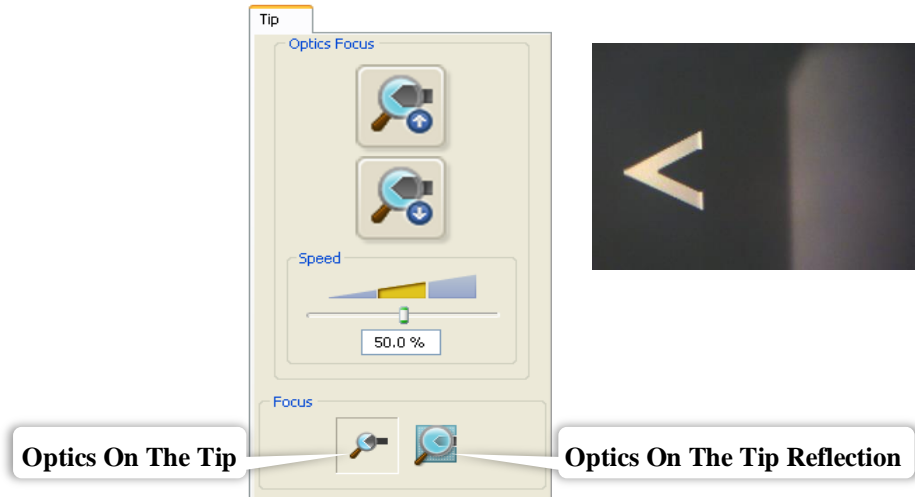 Tip
Optics Focus
Speed
50.0 %
Focus
Optics On The Tip
Optics On The Tip Reflection